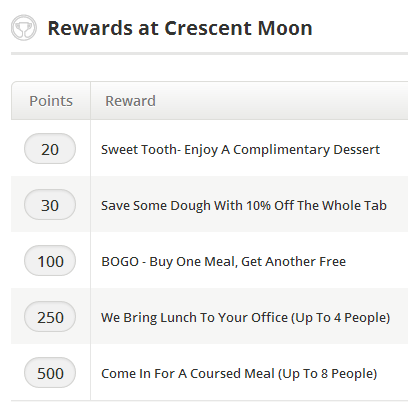 Rewards at Crescent Moon
Points Reward
20 Sweet Tooth- Enjoy A Complimentary Dessert
30 Save Some Dough With 10% Off The Whole Tab
100 BOGO - Buy One Meal, Get Another Free
250 We Bring Lunch To Your Office (Up To 4 People)
500 Come In For A Coursed Meal (Up To 8 People)